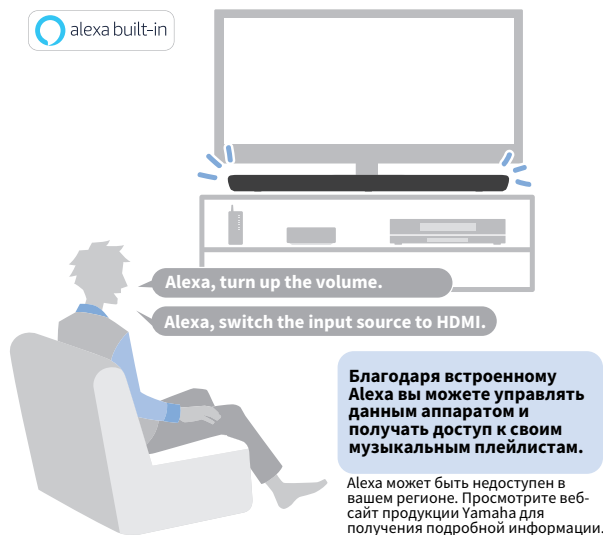 alexa built-in
Alexa, turn up the volume.
Alexa, switch the input source to HDMI.
Благодаря встроенному
Alexa вы можете управлять
данным аппаратом и
получать доступ к своим
музыкальным плейлистам.
Alexa может быть недоступен в
вашем регионе. Просмотрите веб-
сайт продукции Yamaha для
получения подробной информации.